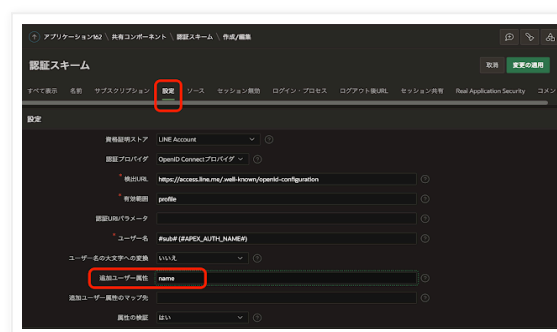 アプリケーション162 \ 共有コンポーネント \ 認証スキーム \ 作成/編集
認証スキーム 取消 変更の適用
すべて表示 名前 サブスクリプション 設定 ソース セッション無効 ログイン・プロセス ログアウト後URL セッション共有 Real Application Security コメン
設定
資格証明ストア LINE Account
認証プロバイダ OpenID Connectプロバイダ
* 検出URL https://access.line.me/.well-known/openid-configuration
* 有効範囲 profile
認証URIパラメータ
* ユーザー名 #sub# (#APEX_AUTH_NAME#)
ユーザー名の大文字への変換 いいえ
追加ユーザー属性 name
追加ユーザー属性のマップ先
属性の検証 はい